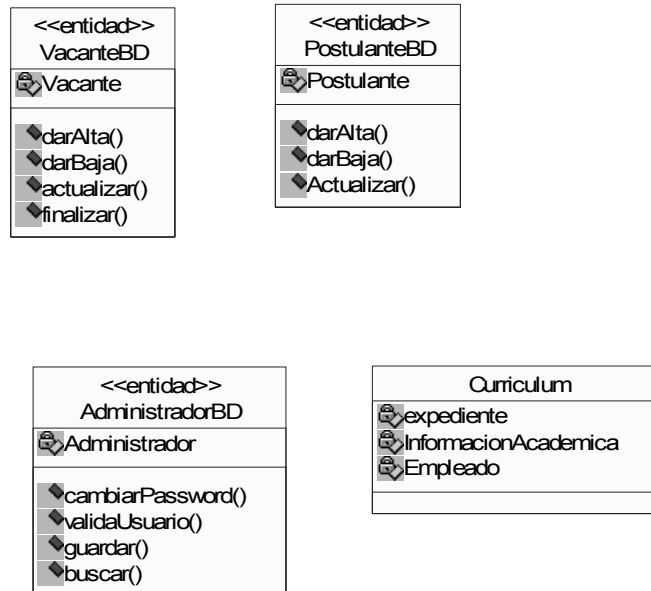 <<entidad>>
VacanteBD
Vacante
darAlta()
darBaja()
actualizar()
finalizar()
<<entidad>>
PostulanteBD
Postulante
darAlta()
darBaja()
Actualizar()
<<entidad>>
AdministradorBD
Administrador
cambiarPassword()
validaUsuario()
guardar()
buscar()
Curriculum
expediente
InformacionAcademica
Empleado